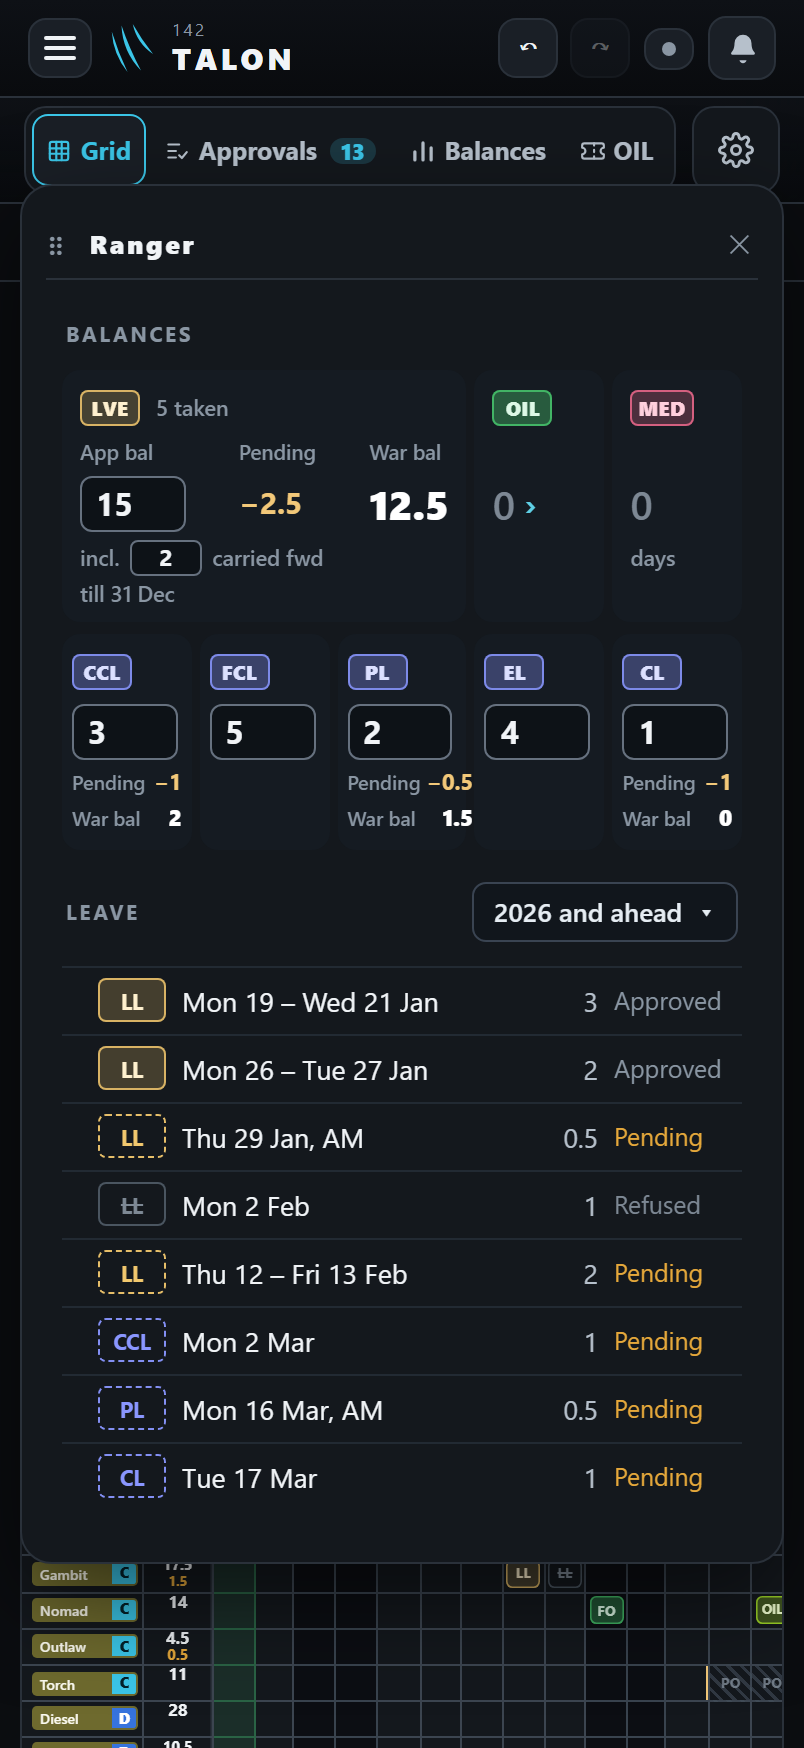 142
TALON
Grid
Approvals 13
Balances
OIL
Ranger
BALANCES
LVE 5 taken
App bal Pending War bal
15 −2.5 12.5
incl. 2 carried fwd
till 31 Dec
OIL
0 ›
MED
0
days
CCL
3
Pending −1
War bal 2
FCL
5
PL
2
Pending −0.5
War bal 1.5
EL
4
CL
1
Pending −1
War bal 0
LEAVE
2026 and ahead
LL Mon 19 – Wed 21 Jan 3 Approved
LL Mon 26 – Tue 27 Jan 2 Approved
LL Thu 29 Jan, AM 0.5 Pending
LL Mon 2 Feb 1 Refused
LL Thu 12 – Fri 13 Feb 2 Pending
CCL Mon 2 Mar 1 Pending
PL Mon 16 Mar, AM 0.5 Pending
CL Tue 17 Mar 1 Pending
Gambit C 17.5 LL LL
1.5
Nomad C 14 FO OIL
Outlaw C 4.5
0.5
Torch C 11 PO PO
Diesel D 28
10.5